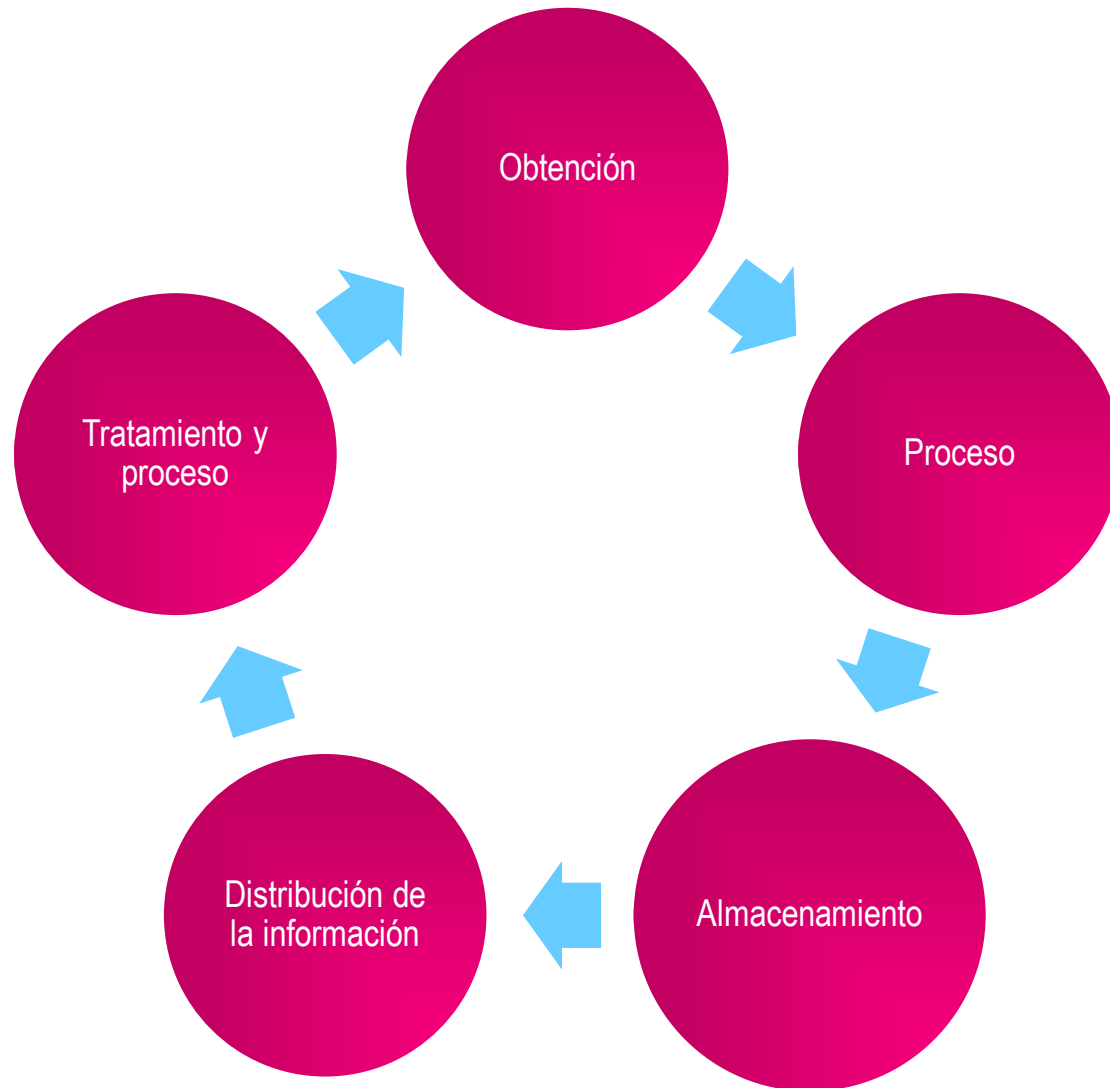 Obtención
Proceso
Almacenamiento
Distribución de
la información
Tratamiento y
proceso